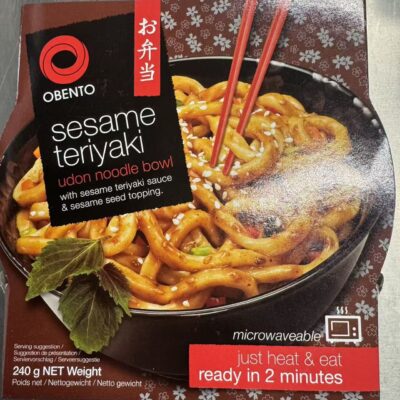 OBENTO
お弁当
sesame
teriyaki
udon noodle bowl
with sesame teriyaki sauce
& sesame seed topping.
microwaveable
just heat & eat
ready in 2 minutes
Serving suggestion /
Suggestion de présentation /
Serviervorschlag / Serveersuggestie
240 g NET Weight
Poids net / Nettogewicht / Netto gewicht